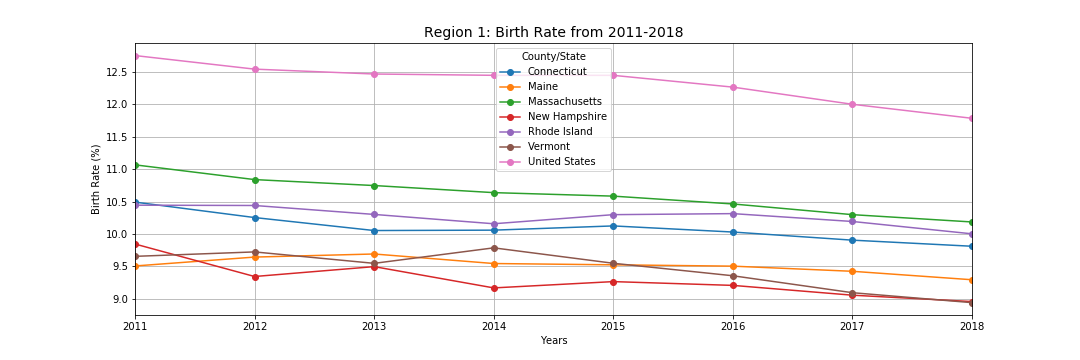 Region 1: Birth Rate from 2011-2018
County/State
Connecticut
Maine
Massachusetts
New Hampshire
Rhode Island
Vermont
United States
Birth Rate (%)
12.5
12.0
11.5
11.0
10.5
10.0
9.5
9.0
2011 2012 2013 2014 2015 2016 2017 2018
Years